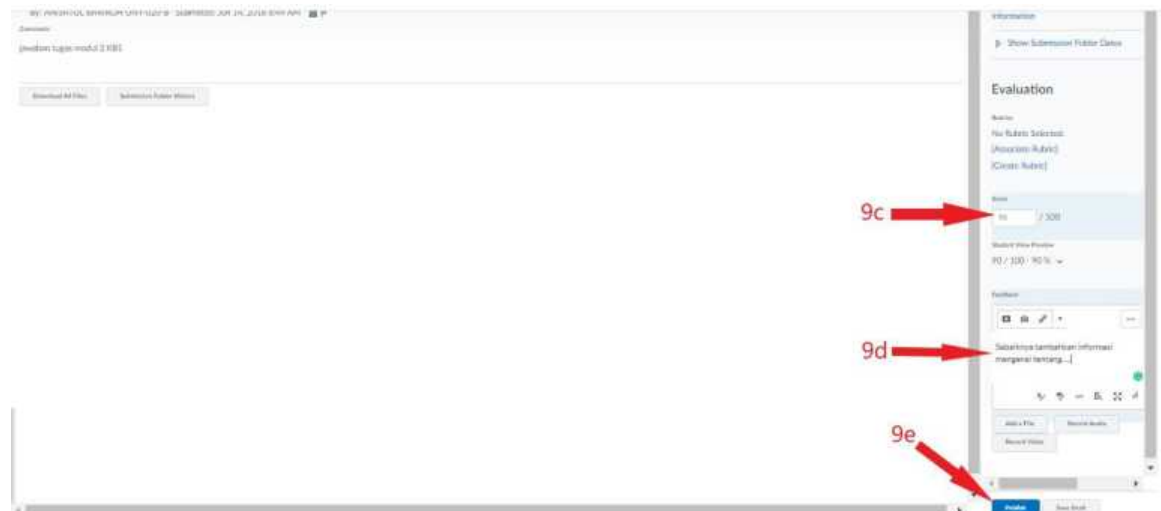 Information
Comments
jawaban tugas modul 2 KB1
Show Submission Folder Dates
Download All Files
Submission Folder History
Evaluation
Rubrics
No Rubric Selected.
[Associate Rubric]
[Create Rubric]
9c
Score
/ 100
Student View Preview
90 / 100 - 90 %
Feedback
9d
Sebaiknya tambahkan informasi
mengenai tentang....
Add a File
Record Audio
9e
Record Video
Publish
Save Draft